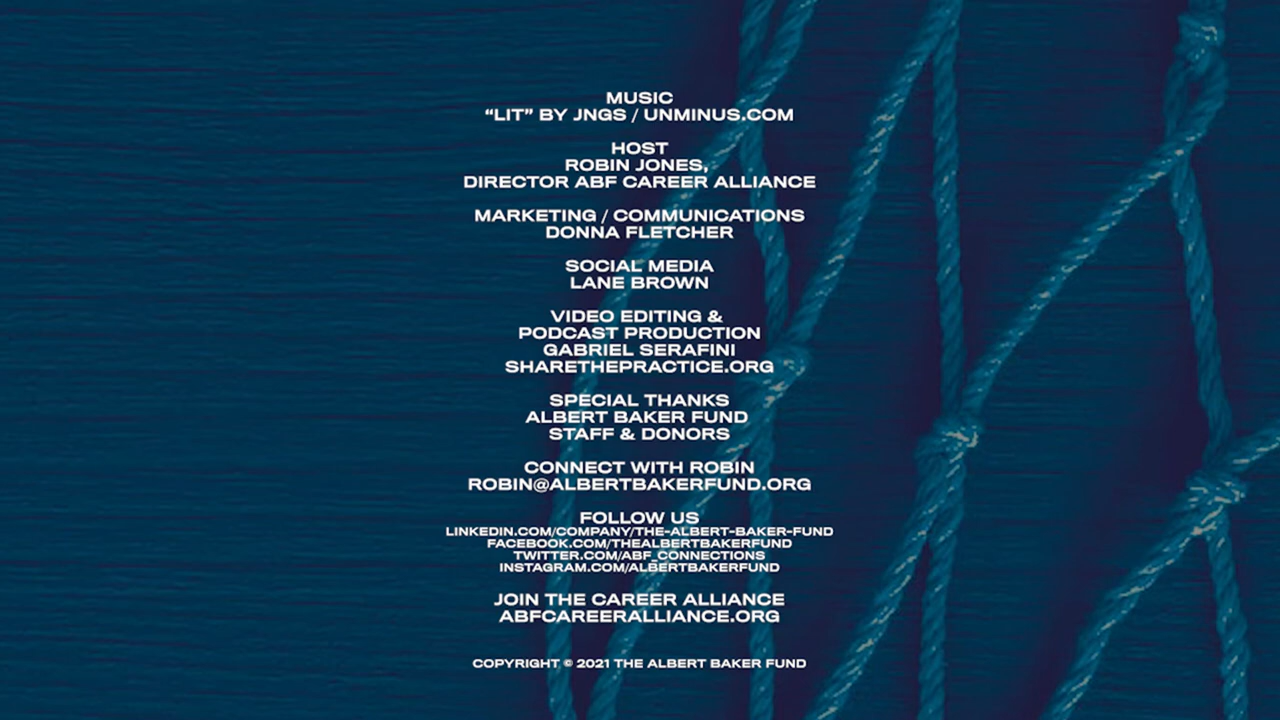 MUSIC
“LIT” BY JNGS / UNMINUS.COM
HOST
ROBIN JONES,
DIRECTOR ABF CAREER ALLIANCE
MARKETING / COMMUNICATIONS
DONNA FLETCHER
SOCIAL MEDIA
LANE BROWN
VIDEO EDITING &
PODCAST PRODUCTION
GABRIEL SERAFINI
SHARETHEPRACTICE.ORG
SPECIAL THANKS
ALBERT BAKER FUND
STAFF & DONORS
CONNECT WITH ROBIN
ROBIN@ALBERTBAKERFUND.ORG
FOLLOW US
LINKEDIN.COM/COMPANY/THE-ALBERT-BAKER-FUND
FACEBOOK.COM/THEALBERTBAKERFUND
TWITTER.COM/ABF_CONNECTIONS
INSTAGRAM.COM/ALBERTBAKERFUND
JOIN THE CAREER ALLIANCE
ABFCAREERALLIANCE.ORG
COPYRIGHT © 2021 THE ALBERT BAKER FUND